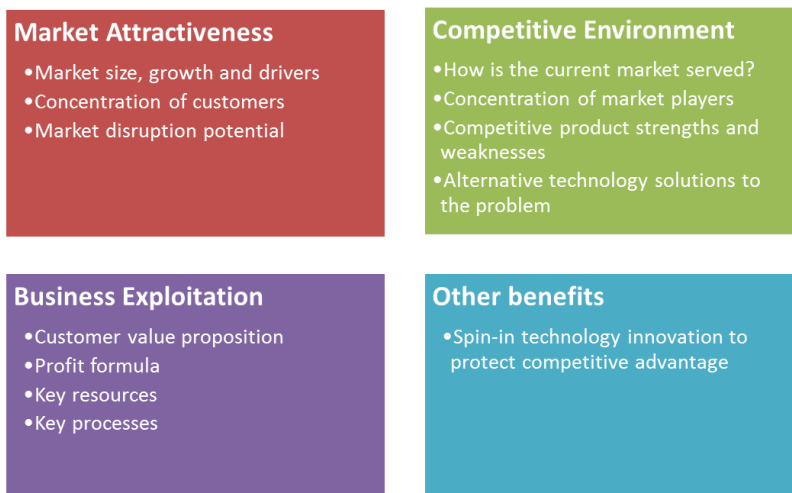 Market Attractiveness
•Market size, growth and drivers
•Concentration of customers
•Market disruption potential
Competitive Environment
•How is the current market served?
•Concentration of market players
•Competitive product strengths and
weaknesses
•Alternative technology solutions to
the problem
Business Exploitation
•Customer value proposition
•Profit formula
•Key resources
•Key processes
Other benefits
•Spin-in technology innovation to
protect competitive advantage